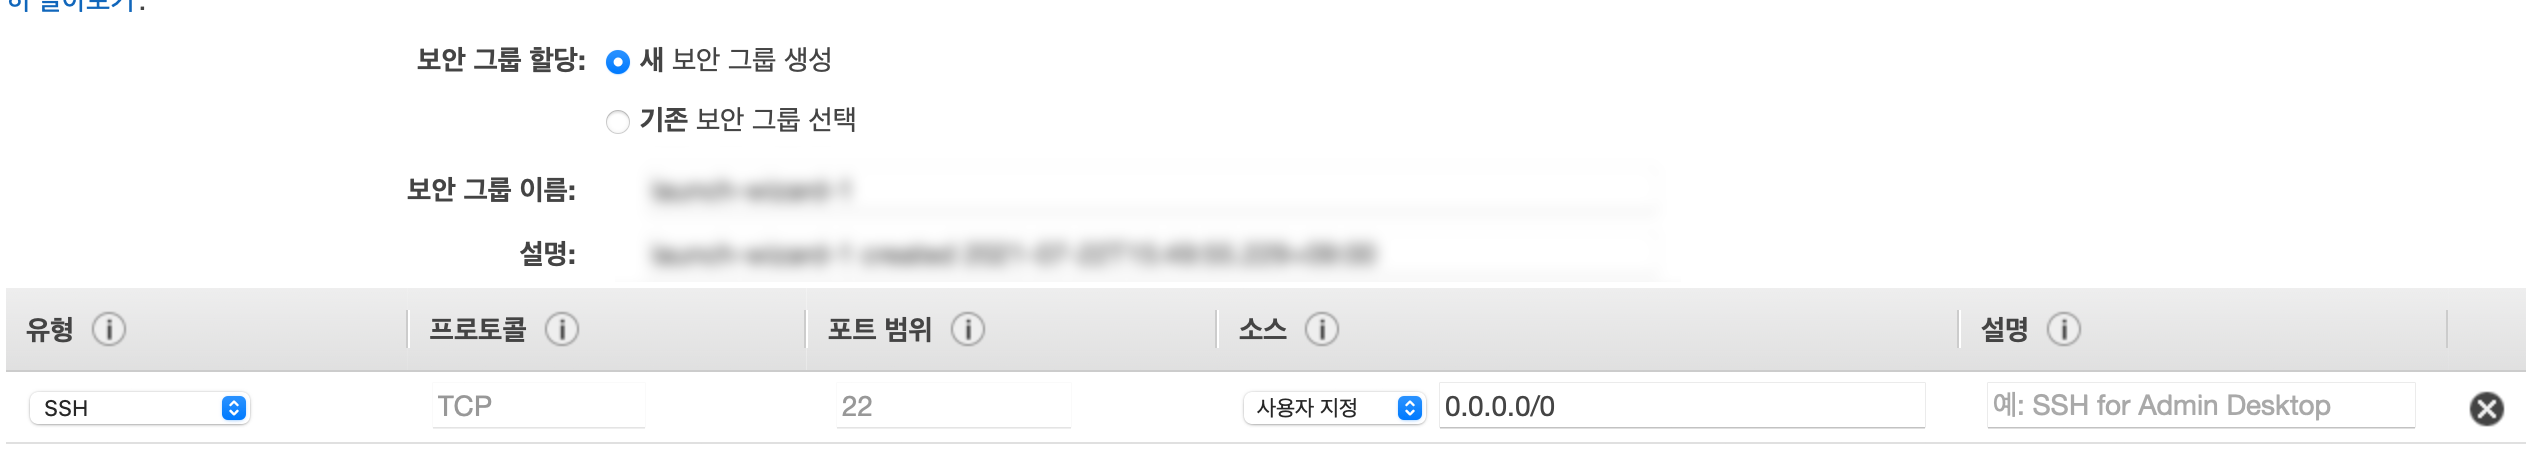 보안 그룹 할당: 새 보안 그룹 생성
기존 보안 그룹 선택
보안 그룹 이름:
설명:
유형 i 프로토콜 i 포트 범위 i 소스 i 설명 i
SSH TCP 22 사용자 지정 0.0.0.0/0 예: SSH for Admin Desktop